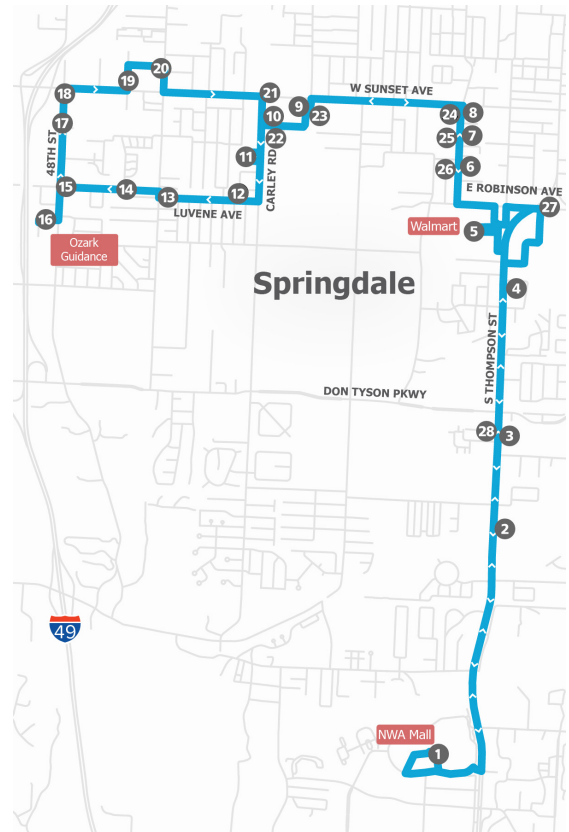 20
19
21
18
W SUNSET AVE
9
23
10
24
8
17
48TH ST
22
25
7
11
CARLEY RD
26
6
15
14
13
12
E ROBINSON AVE
LUVENE AVE
27
16
Walmart
5
Ozark
Guidance
Springdale
4
S THOMPSON ST
DON TYSON PKWY
28
3
2
49
NWA Mall
1